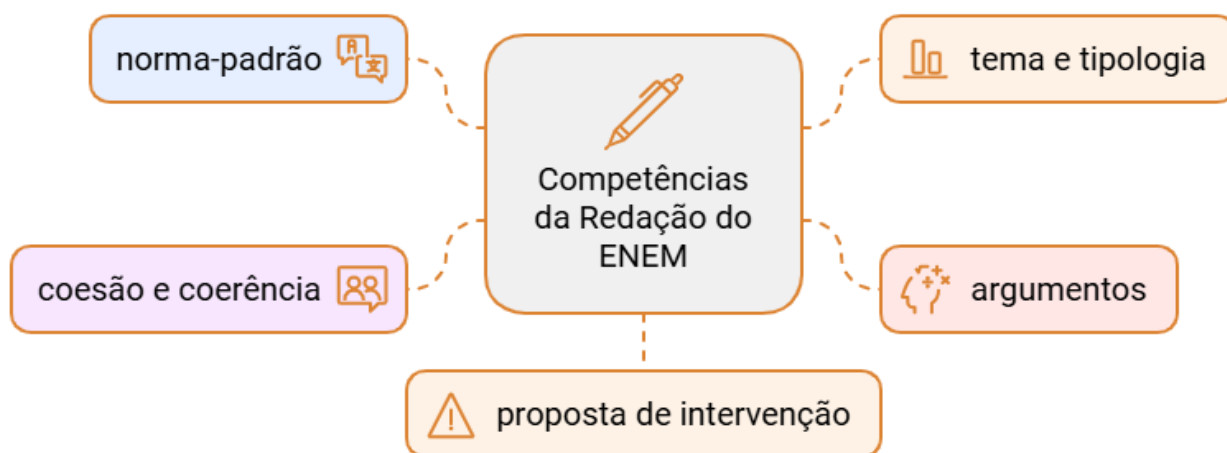 norma-padrão
tema e tipologia
Competências
da Redação do
ENEM
coesão e coerência
argumentos
proposta de intervenção